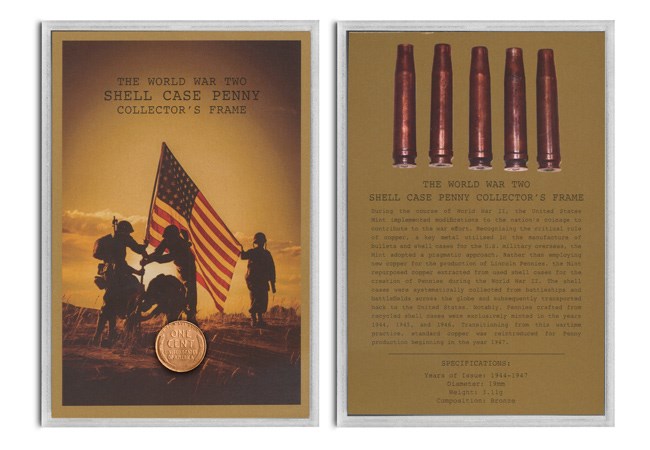 THE WORLD WAR TWO
SHELL CASE PENNY
COLLECTOR'S FRAME
ONE
CENT
UNITED STATES
OF AMERICA
THE WORLD WAR TWO
SHELL CASE PENNY COLLECTOR'S FRAME
During the course of World War II, the United States
Mint implemented modifications to the nation's coinage to
contribute to the war effort. Recognizing the critical role
of copper, a key metal utilized in the manufacture of
bullets and shell cases for the U.S. military overseas, the
Mint adopted a pragmatic approach. Rather than employing
new copper for the production of Lincoln Pennies, the Mint
repurposed copper extracted from used shell cases for the
creation of Pennies during the World War II. The shell
cases were systematically collected from battleships and
battlefields across the globe and subsequently transported
back to the United States. Notably, Pennies crafted from
recycled shell cases were exclusively minted in the years
1944, 1945, and 1946. Transitioning from this wartime
practice, standard copper was reintroduced for Penny
production beginning in the year 1947.
SPECIFICATIONS:
Years of Issue: 1944-1947
Diameter: 19mm
Weight: 3.11g
Composition: Bronze